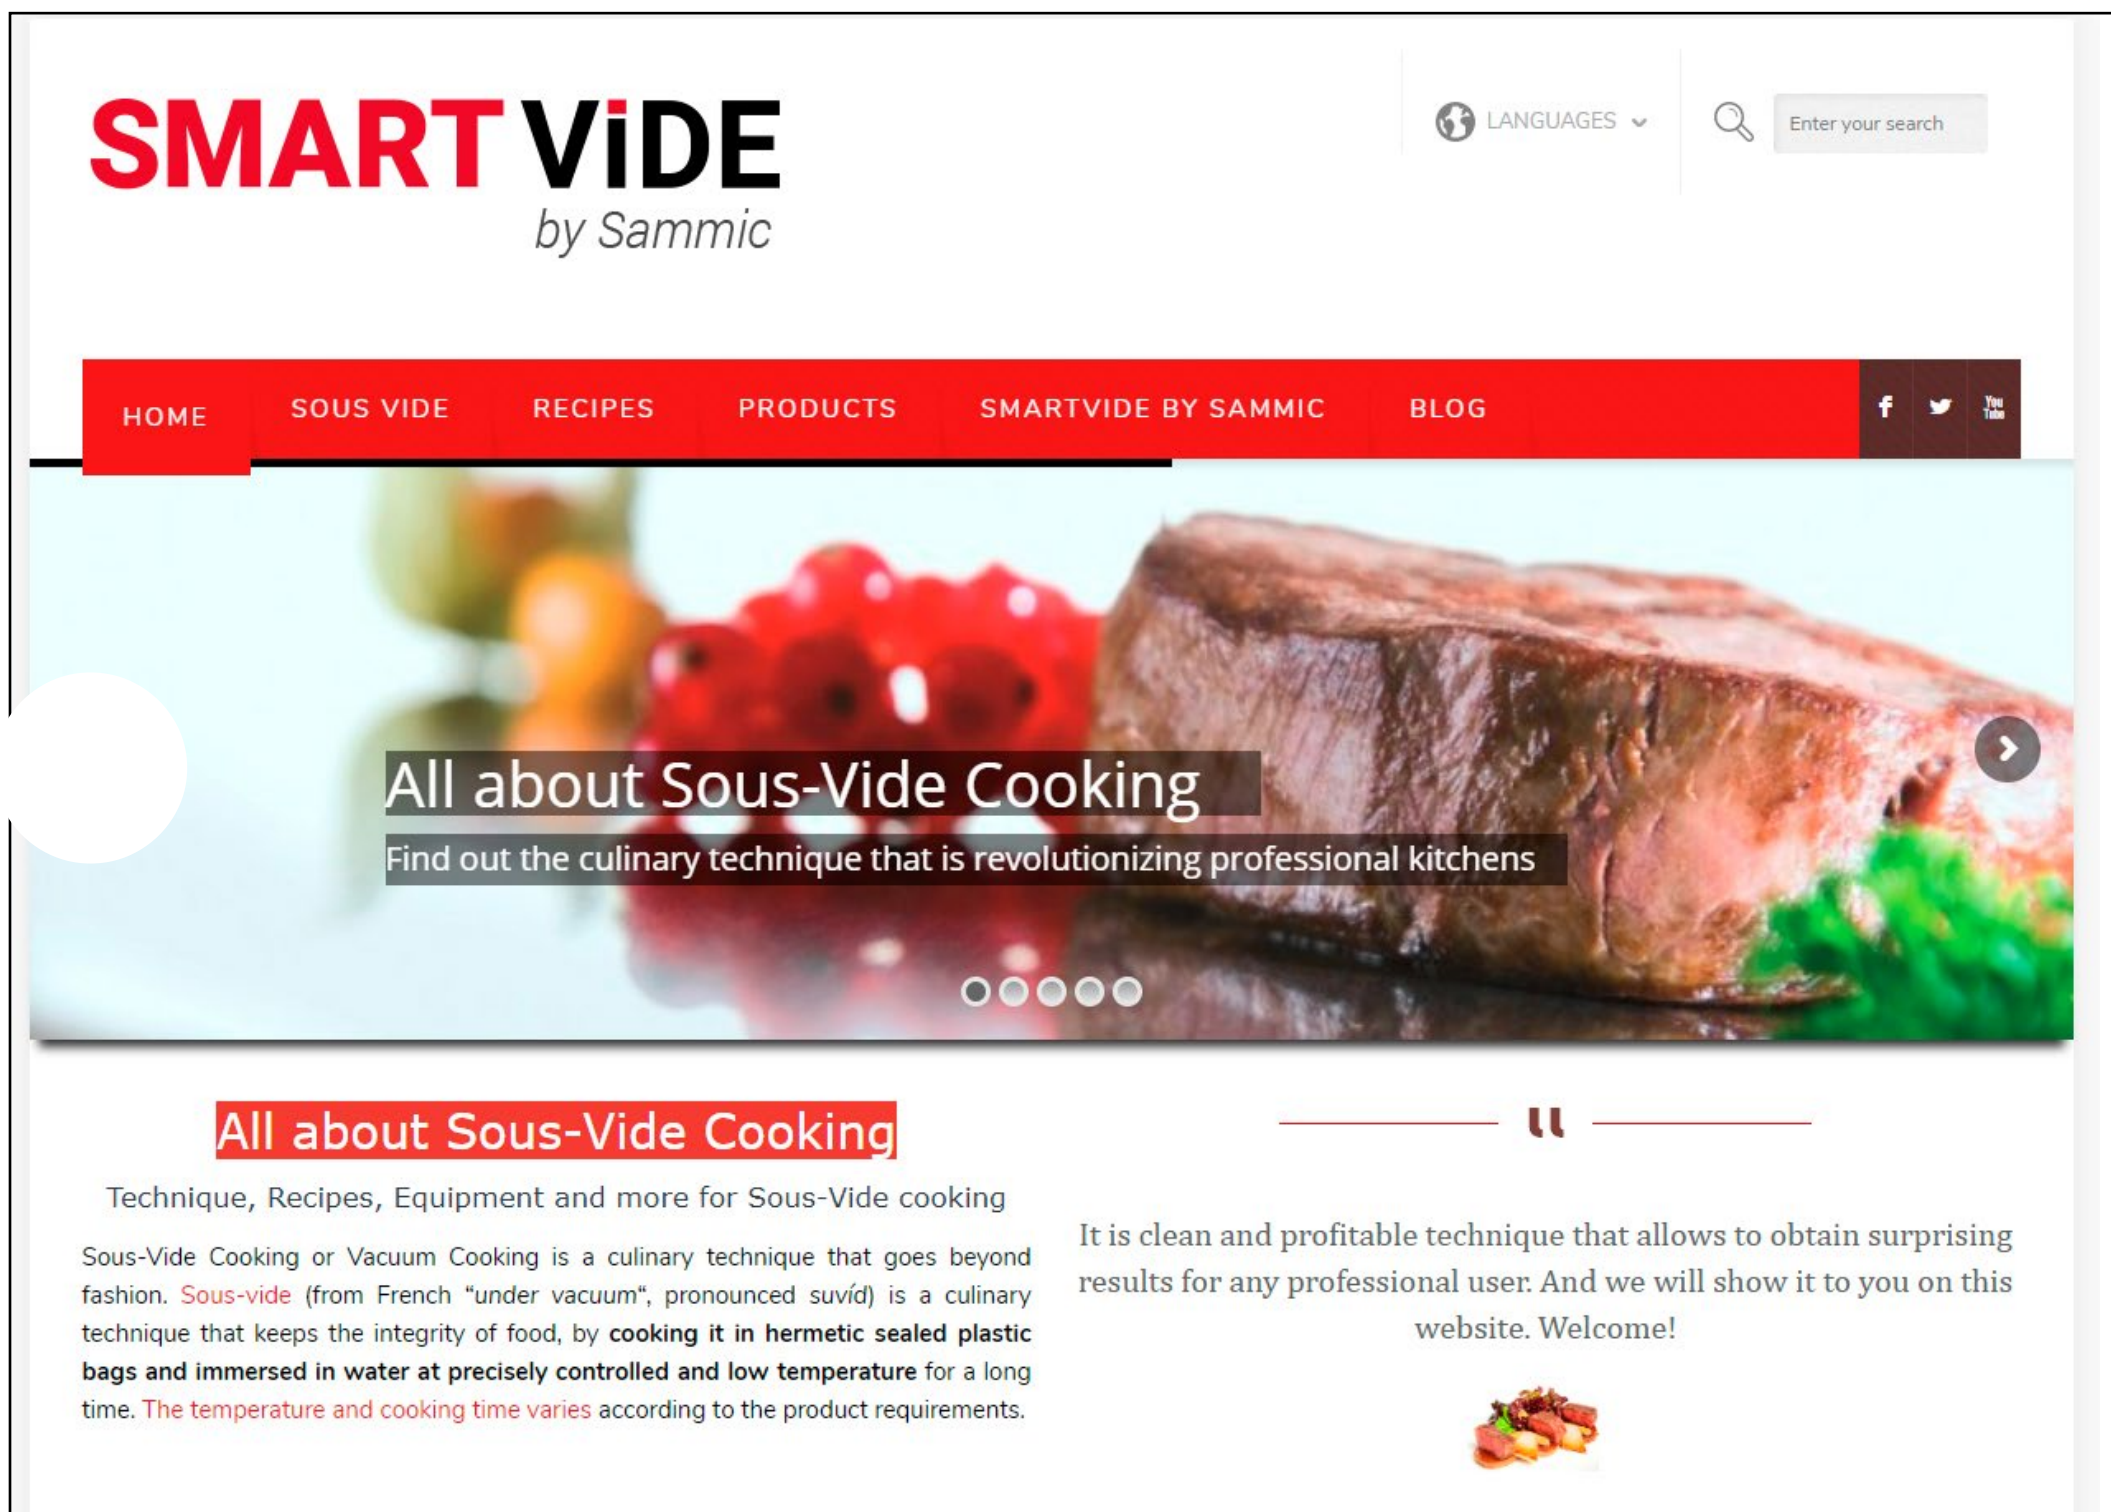 SMART ViDE
by Sammic
LANGUAGES
Enter your search
HOME
SOUS VIDE
RECIPES
PRODUCTS
SMARTVIDE BY SAMMIC
BLOG
f
You
Tube
All about Sous-Vide Cooking
Find out the culinary technique that is revolutionizing professional kitchens
All about Sous-Vide Cooking
Technique, Recipes, Equipment and more for Sous-Vide cooking
Sous-Vide Cooking or Vacuum Cooking is a culinary technique that goes beyond
fashion. Sous-vide (from French “under vacuum“, pronounced suvíd) is a culinary
technique that keeps the integrity of food, by cooking it in hermetic sealed plastic
bags and immersed in water at precisely controlled and low temperature for a long
time. The temperature and cooking time varies according to the product requirements.
It is clean and profitable technique that allows to obtain surprising
results for any professional user. And we will show it to you on this
website. Welcome!